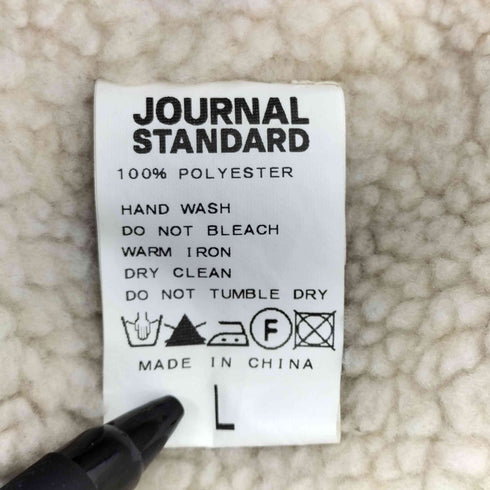 JOURNAL
STANDARD
100% POLYESTER
HAND WASH
DO NOT BLEACH
WARM IRON
DRY CLEAN
DO NOT TUMBLE DRY
F
MADE IN CHINA
L